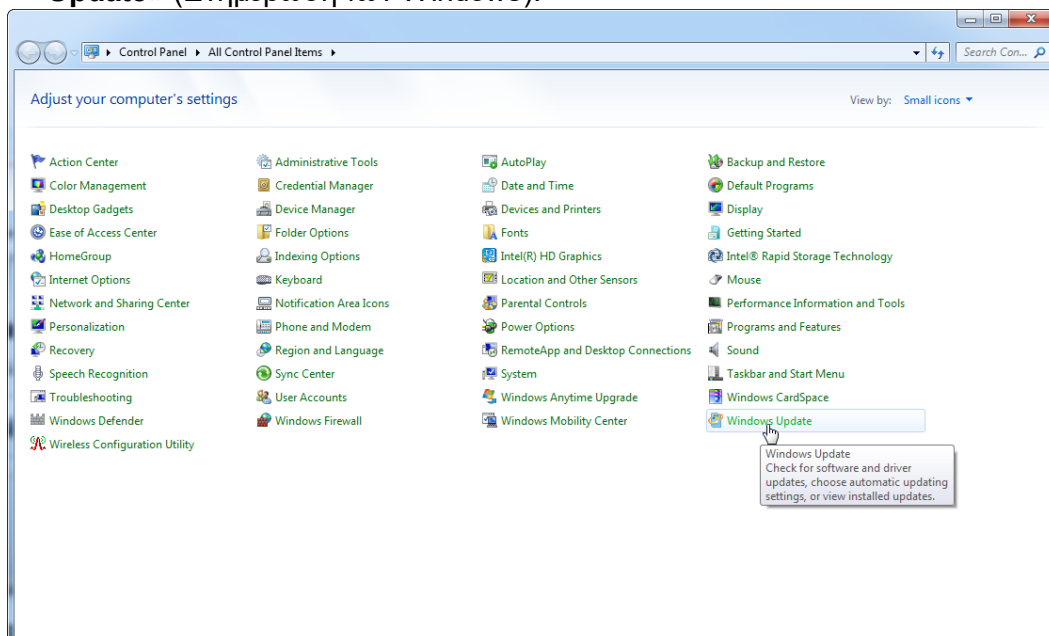 Update» (Ενημέρωση των Windows).
Control Panel ▸ All Control Panel Items ▸
Search Con...
Adjust your computer's settings
View by: Small icons
Action Center Administrative Tools AutoPlay Backup and Restore
Color Management Credential Manager Date and Time Default Programs
Desktop Gadgets Device Manager Devices and Printers Display
Ease of Access Center Folder Options Fonts Getting Started
HomeGroup Indexing Options Intel(R) HD Graphics Intel® Rapid Storage Technology
Internet Options Keyboard Location and Other Sensors Mouse
Network and Sharing Center Notification Area Icons Parental Controls Performance Information and Tools
Personalization Phone and Modem Power Options Programs and Features
Recovery Region and Language RemoteApp and Desktop Connections Sound
Speech Recognition Sync Center System Taskbar and Start Menu
Troubleshooting User Accounts Windows Anytime Upgrade Windows CardSpace
Windows Defender Windows Firewall Windows Mobility Center Windows Update
Wireless Configuration Utility
Windows Update
Check for software and driver
updates, choose automatic updating
settings, or view installed updates.